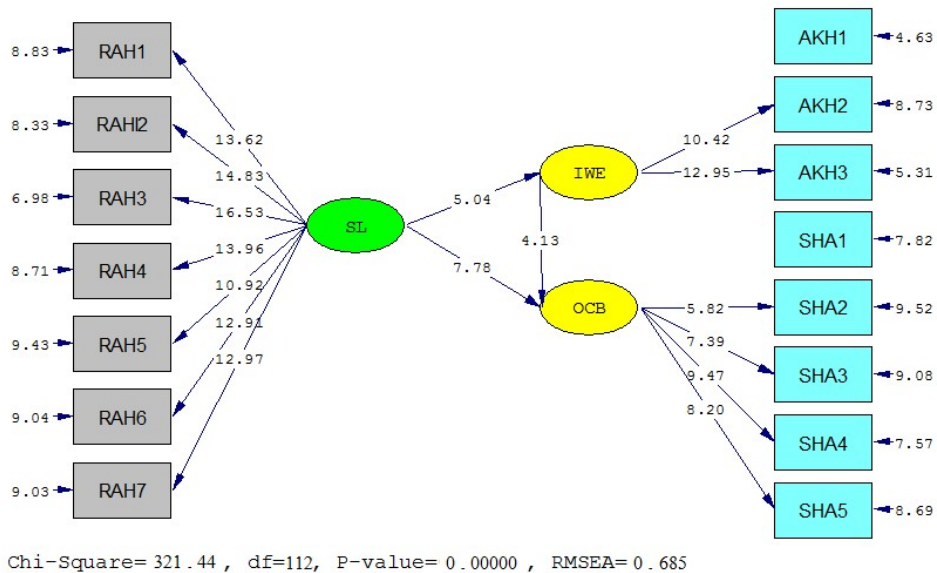 8.83 RAH1
8.33 RAHI2
6.98 RAH3
8.71 RAH4
9.43 RAH5
9.04 RAH6
9.03 RAH7
13.62
14.83
16.53
13.96
10.92
12.91
12.97
SL
5.04
7.78
IWE
4.13
OCB
10.42
12.95
5.82
7.39
9.47
8.20
AKH1 4.63
AKH2 8.73
AKH3 5.31
SHA1 7.82
SHA2 9.52
SHA3 9.08
SHA4 7.57
SHA5 8.69
Chi-Square= 321.44 , df=112, P-value= 0.00000 , RMSEA= 0.685